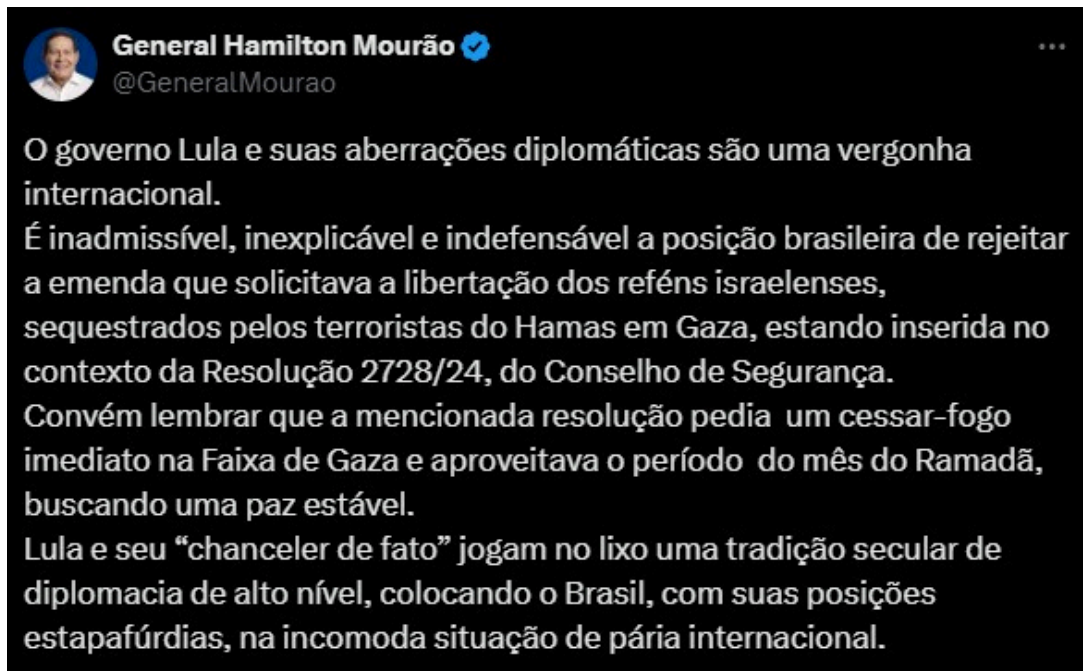 General Hamilton Mourão
@GeneralMourao
O governo Lula e suas aberrações diplomáticas são uma vergonha
internacional.
É inadmissível, inexplicável e indefensável a posição brasileira de rejeitar
a emenda que solicitava a libertação dos reféns israelenses,
sequestrados pelos terroristas do Hamas em Gaza, estando inserida no
contexto da Resolução 2728/24, do Conselho de Segurança.
Convém lembrar que a mencionada resolução pedia  um cessar-fogo
imediato na Faixa de Gaza e aproveitava o período  do mês do Ramadã,
buscando uma paz estável.
Lula e seu “chanceler de fato” jogam no lixo uma tradição secular de
diplomacia de alto nível, colocando o Brasil, com suas posições
estapafúrdias, na incomoda situação de pária internacional.